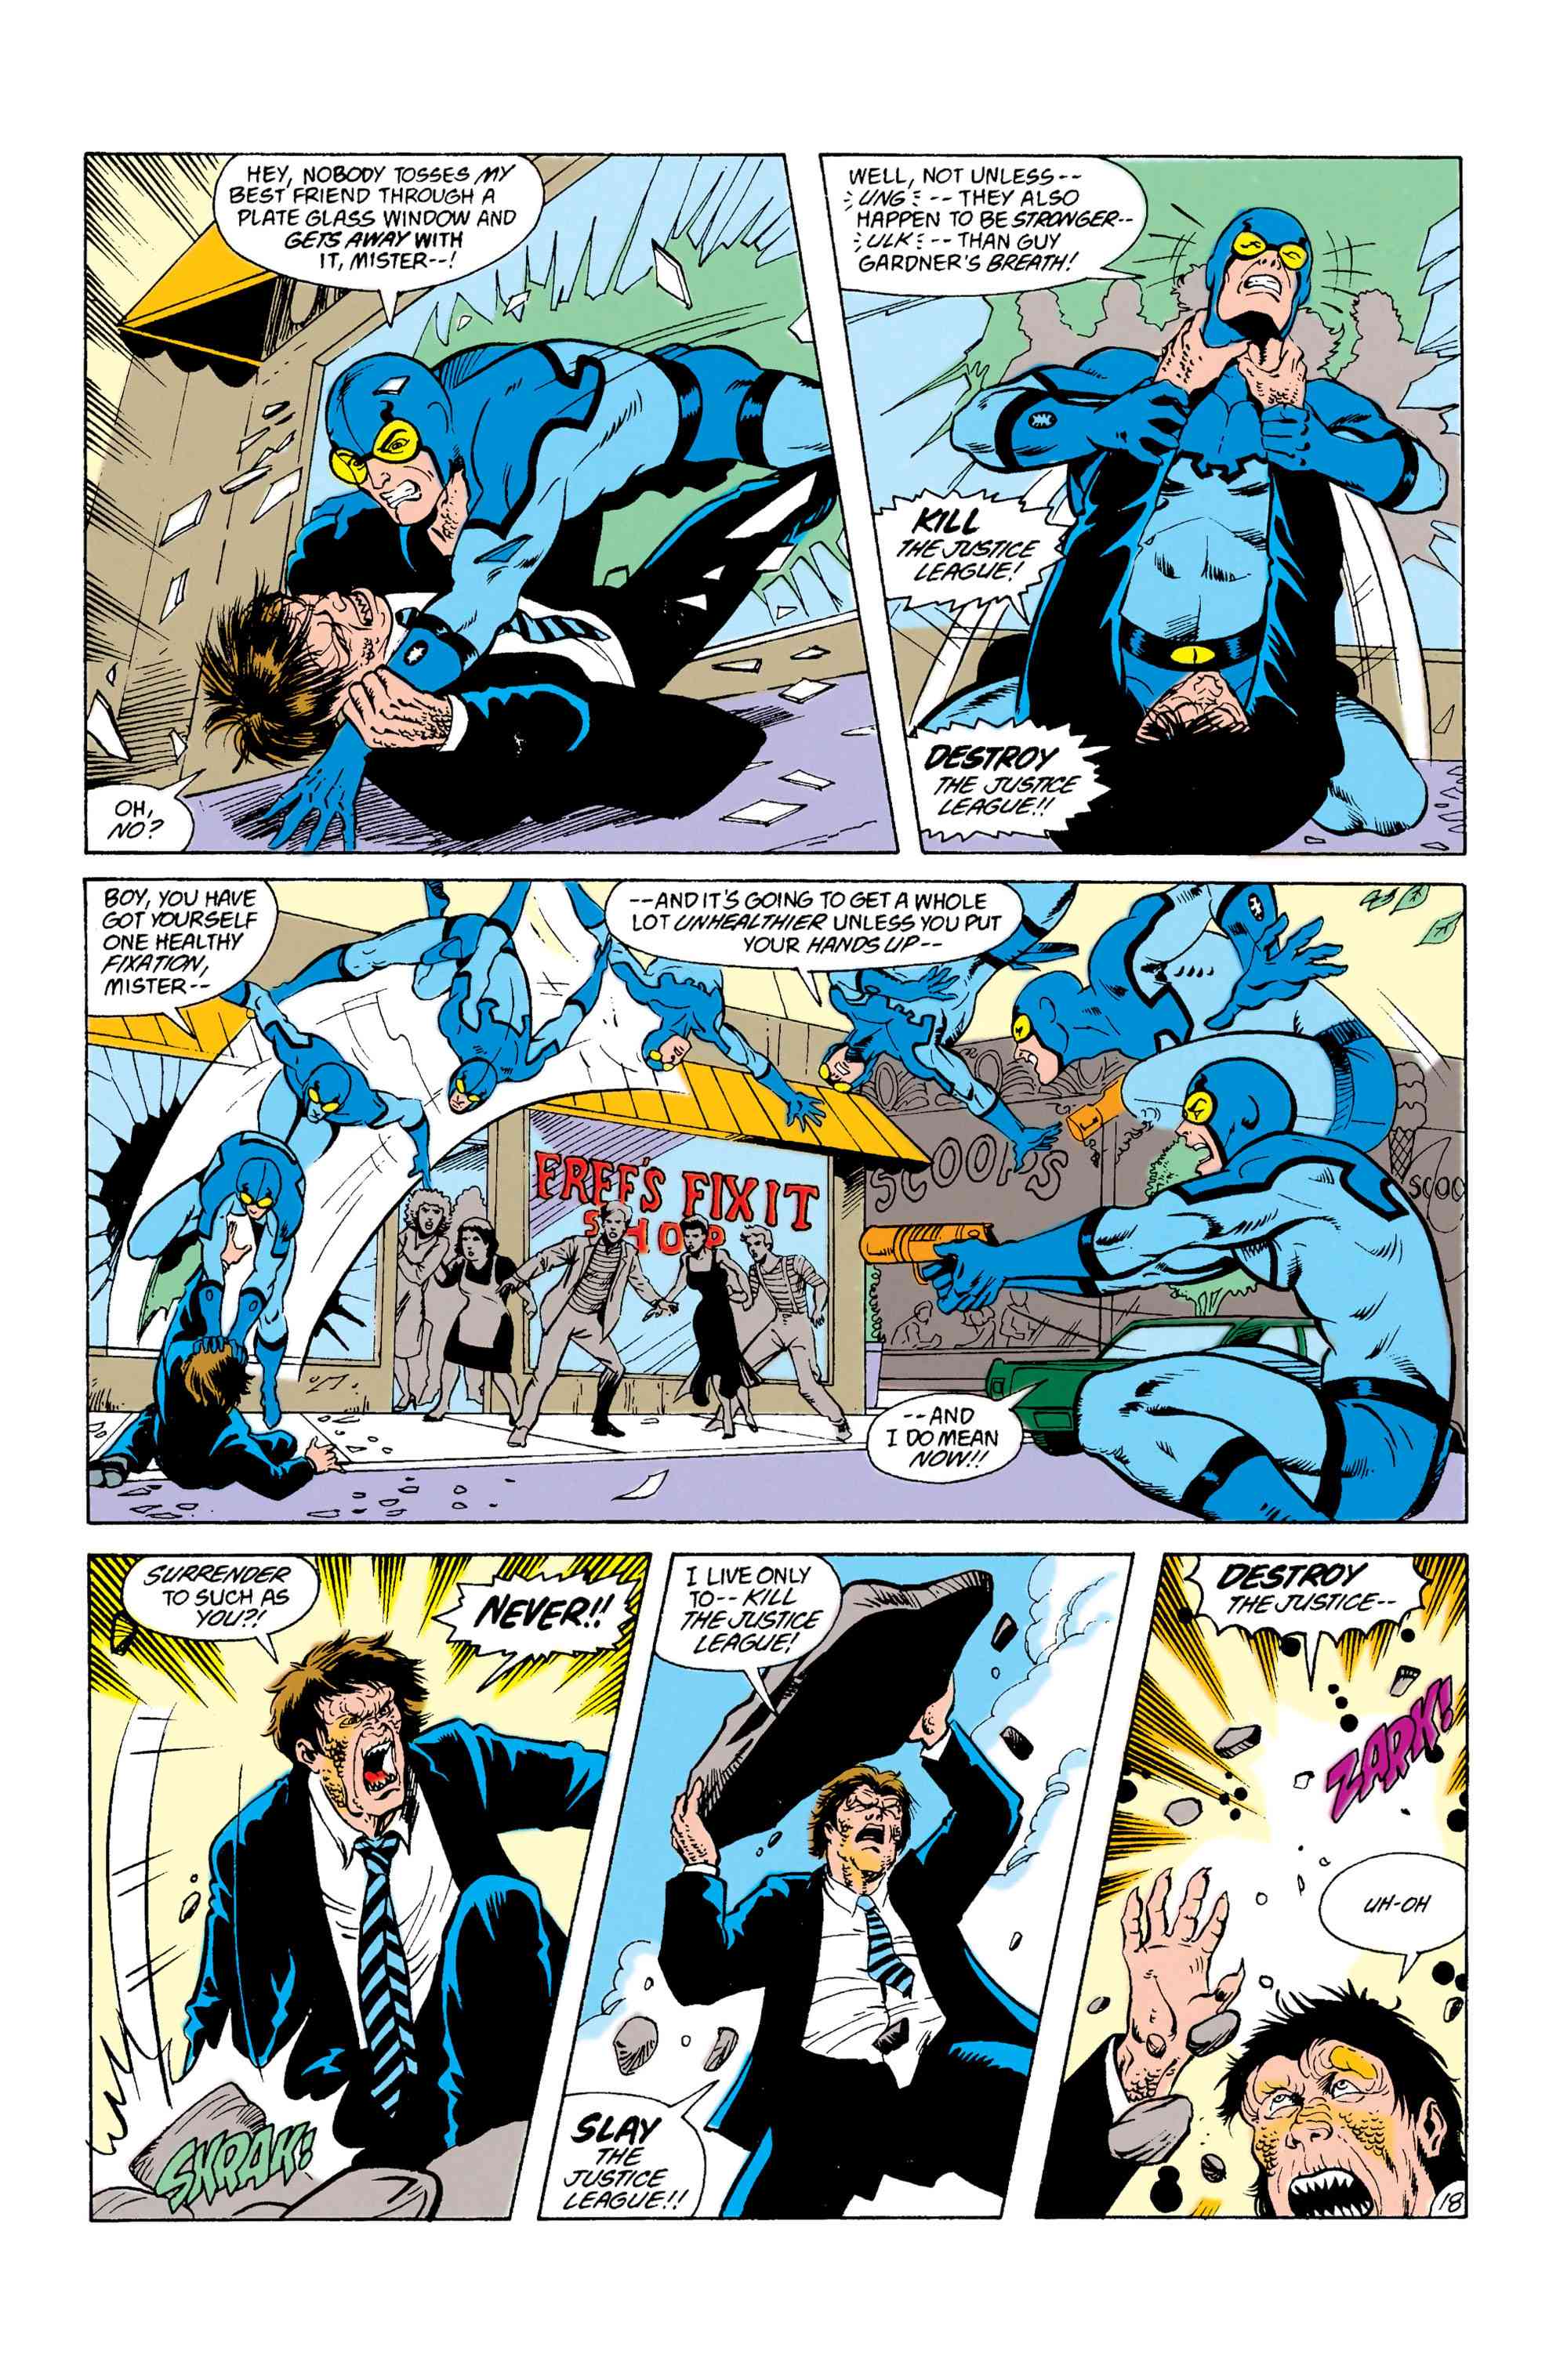 HEY, NOBODY TOSSES MY
BEST FRIEND THROUGH A
PLATE GLASS WINDOW AND
GETS AWAY WITH
IT, MISTER--!
OH,
NO?
WELL, NOT UNLESS--
UNG -- THEY ALSO
HAPPEN TO BE STRONGER--
ULK -- THAN GUY
GARDNER'S BREATH!
KILL
THE JUSTICE
LEAGUE!
DESTROY
THE JUSTICE
LEAGUE!!
BOY, YOU HAVE
GOT YOURSELF
ONE HEALTHY
FIXATION,
MISTER--
--AND IT'S GOING TO GET A WHOLE
LOT UNHEALTHIER UNLESS YOU PUT
YOUR HANDS UP--
FREE'S FIXIT
SHOP
SCOOPS
SCOO
--AND
I DO MEAN
NOW!!
SURRENDER
TO SUCH AS
YOU?!
NEVER!!
SHRAK!
I LIVE ONLY
TO-- KILL
THE JUSTICE
LEAGUE!
SLAY
THE
JUSTICE
LEAGUE!!
DESTROY
THE JUSTICE--
ZARK!
UH-OH
18